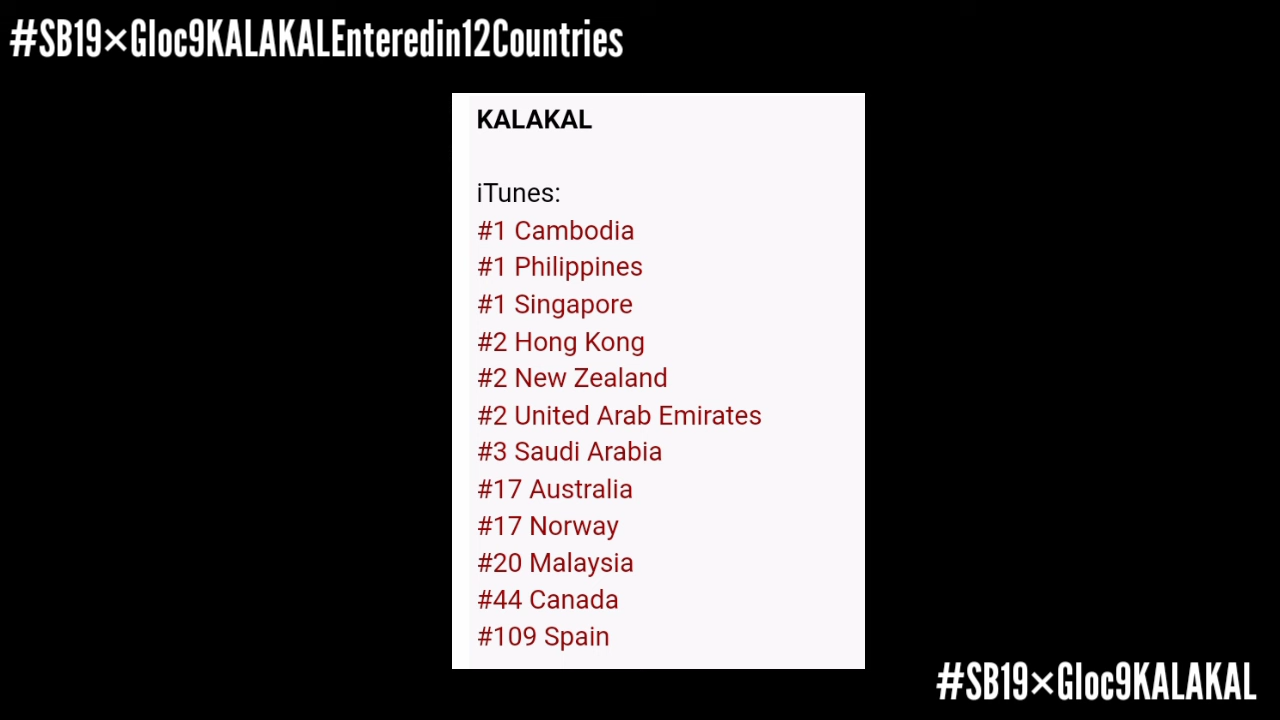 #SB19×Gloc9KALAKALEnteredin12Countries
KALAKAL
iTunes:
#1 Cambodia
#1 Philippines
#1 Singapore
#2 Hong Kong
#2 New Zealand
#2 United Arab Emirates
#3 Saudi Arabia
#17 Australia
#17 Norway
#20 Malaysia
#44 Canada
#109 Spain
#SB19×Gloc9KALAKAL